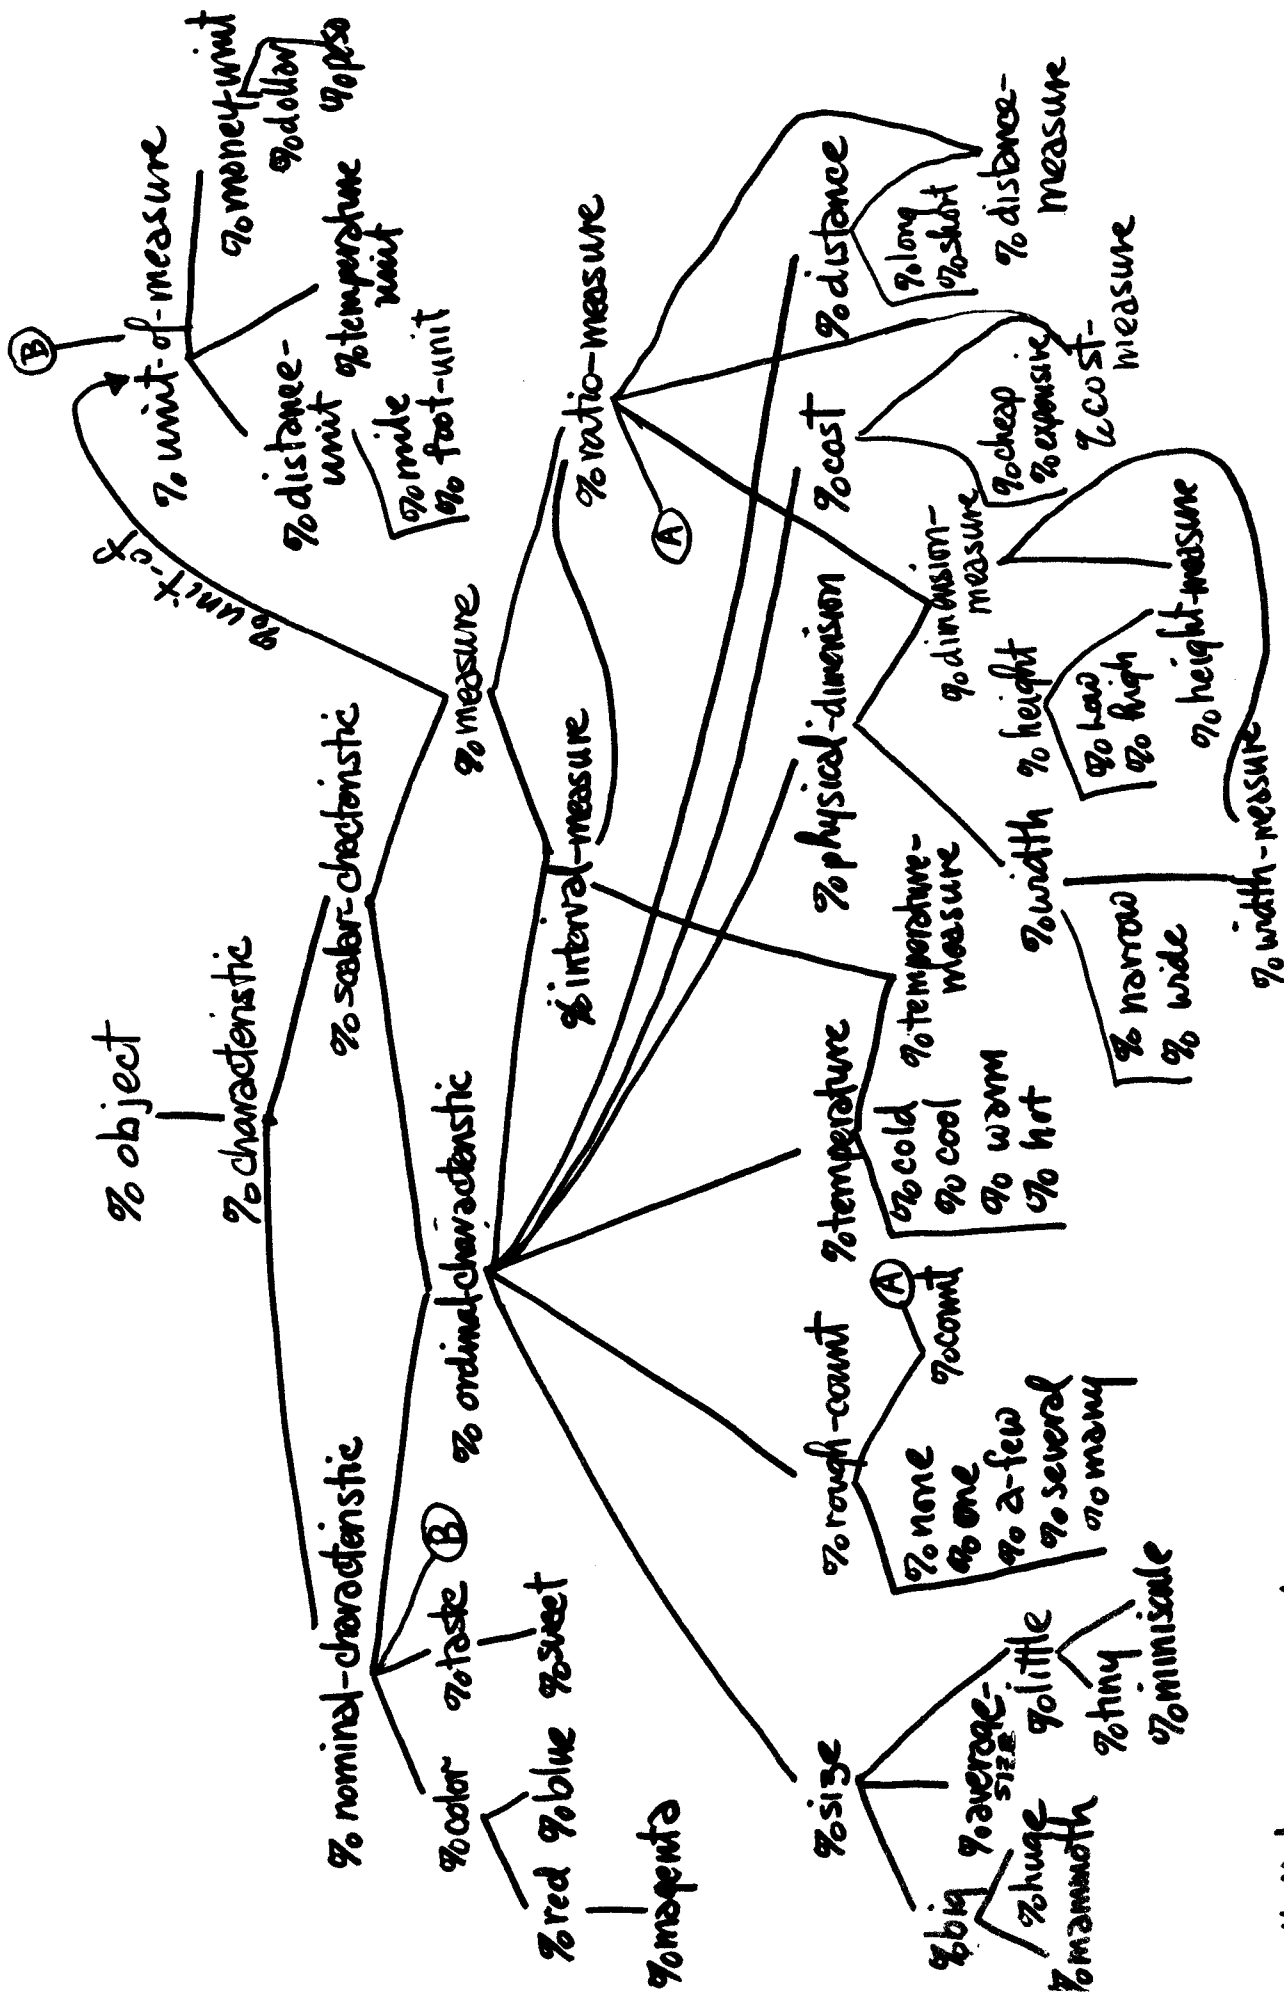 % object
% characteristic
% nominal-characteristic
% scalar-chacteristic
% color
% taste
B
% red
% blue
% sweet
% magenta
% ordinal-characteristic
% measure
% unit-of
B
% unit-of-measure
% distance-
unit
% mile
% foot-unit
% temperature
unit
% money-unit
% dollar
% peso
% interval-measure
% ratio-measure
A
% size
% big
% huge
% mammoth
% average-
size
% little
% tiny
% miniscule
% rough-count
% none
% one
% a-few
% several
% many
A
% count
% temperature
% cold
% cool
% warm
% hot
% temperature-
measure
% physical-dimension
% width
% narrow
% wide
% width-measure
% dimension-
measure
% height
% low
% high
% height-measure
% cost
% cheap
% expensive
% cost-
measure
% distance
% long
% short
% distance-
measure